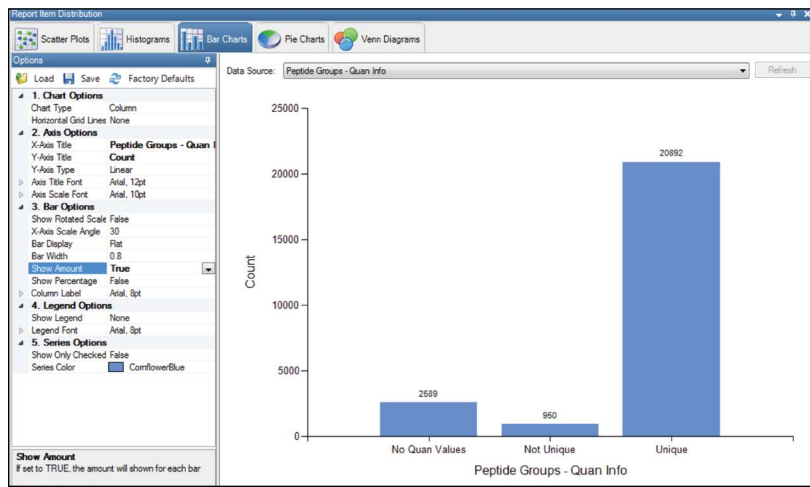 Report Item Distribution
Scatter Plots Histograms Bar Charts Pie Charts Venn Diagrams
Options
Load Save Factory Defaults
1. Chart Options
Chart Type Column
Horizontal Grid Lines None
2. Axis Options
X-Axis Title Peptide Groups - Quan I
Y-Axis Title Count
Y-Axis Type Linear
Axis Title Font Arial, 12pt
Axis Scale Font Arial, 10pt
3. Bar Options
Show Rotated Scale False
X-Axis Scale Angle 30
Bar Display Flat
Bar Width 0.8
Show Amount True
Show Percentage False
Column Label Arial, 8pt
4. Legend Options
Show Legend None
Legend Font Arial, 8pt
5. Series Options
Show Only Checked False
Series Color CornflowerBlue
Show Amount
If set to TRUE, the amount will shown for each bar
Data Source: Peptide Groups - Quan Info Refresh
25000
20892
20000
15000
Count
10000
5000
2589
950
0
No Quan Values Not Unique Unique
Peptide Groups - Quan Info